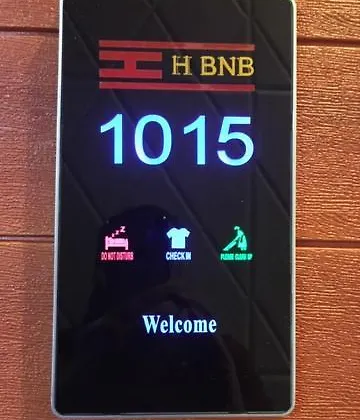 H BNB
1015
DO NOT DISTURB
CHECK IN
PLEASE CLEAN UP
Welcome